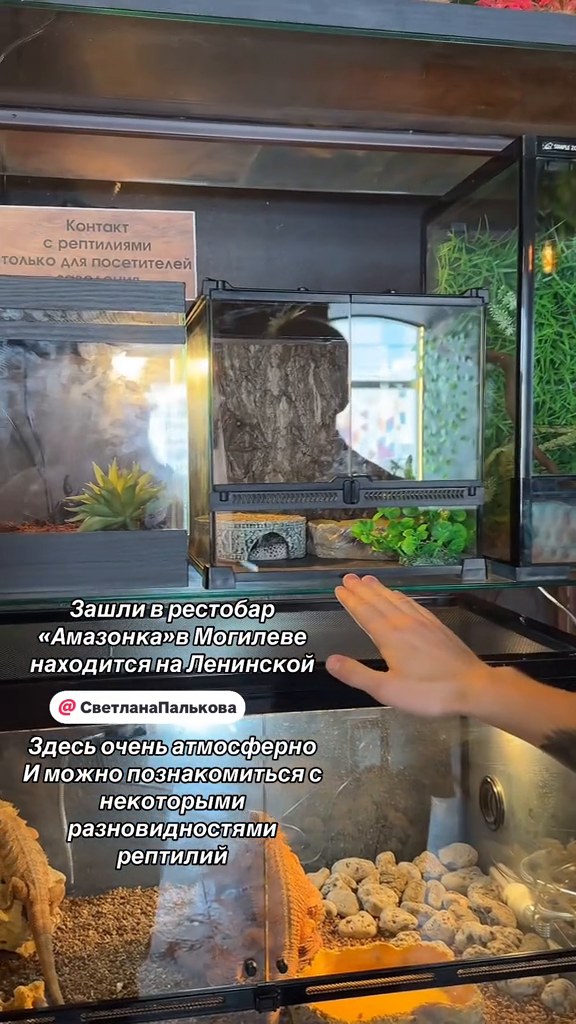 Контакт
с рептилиями
только для посетителей
заведения
Зашли в рестобар
«Амазонка»в Могилеве
находится на Ленинской
@ СветланаПалькова
Здесь очень атмосферно
И можно познакомиться с
некоторыми
разновидностями
рептилий